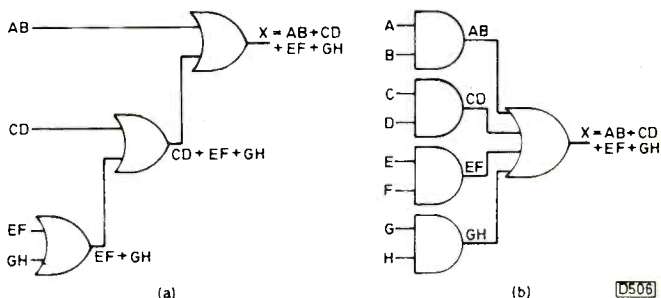 AB
X = AB + CD
+ EF + GH
CD
CD + EF + GH
EF
GH
EF + GH
(a)
A
B
AB
C
D
CD
E
F
EF
G
H
GH
X = AB + CD
+ EF + GH
(b)
D506